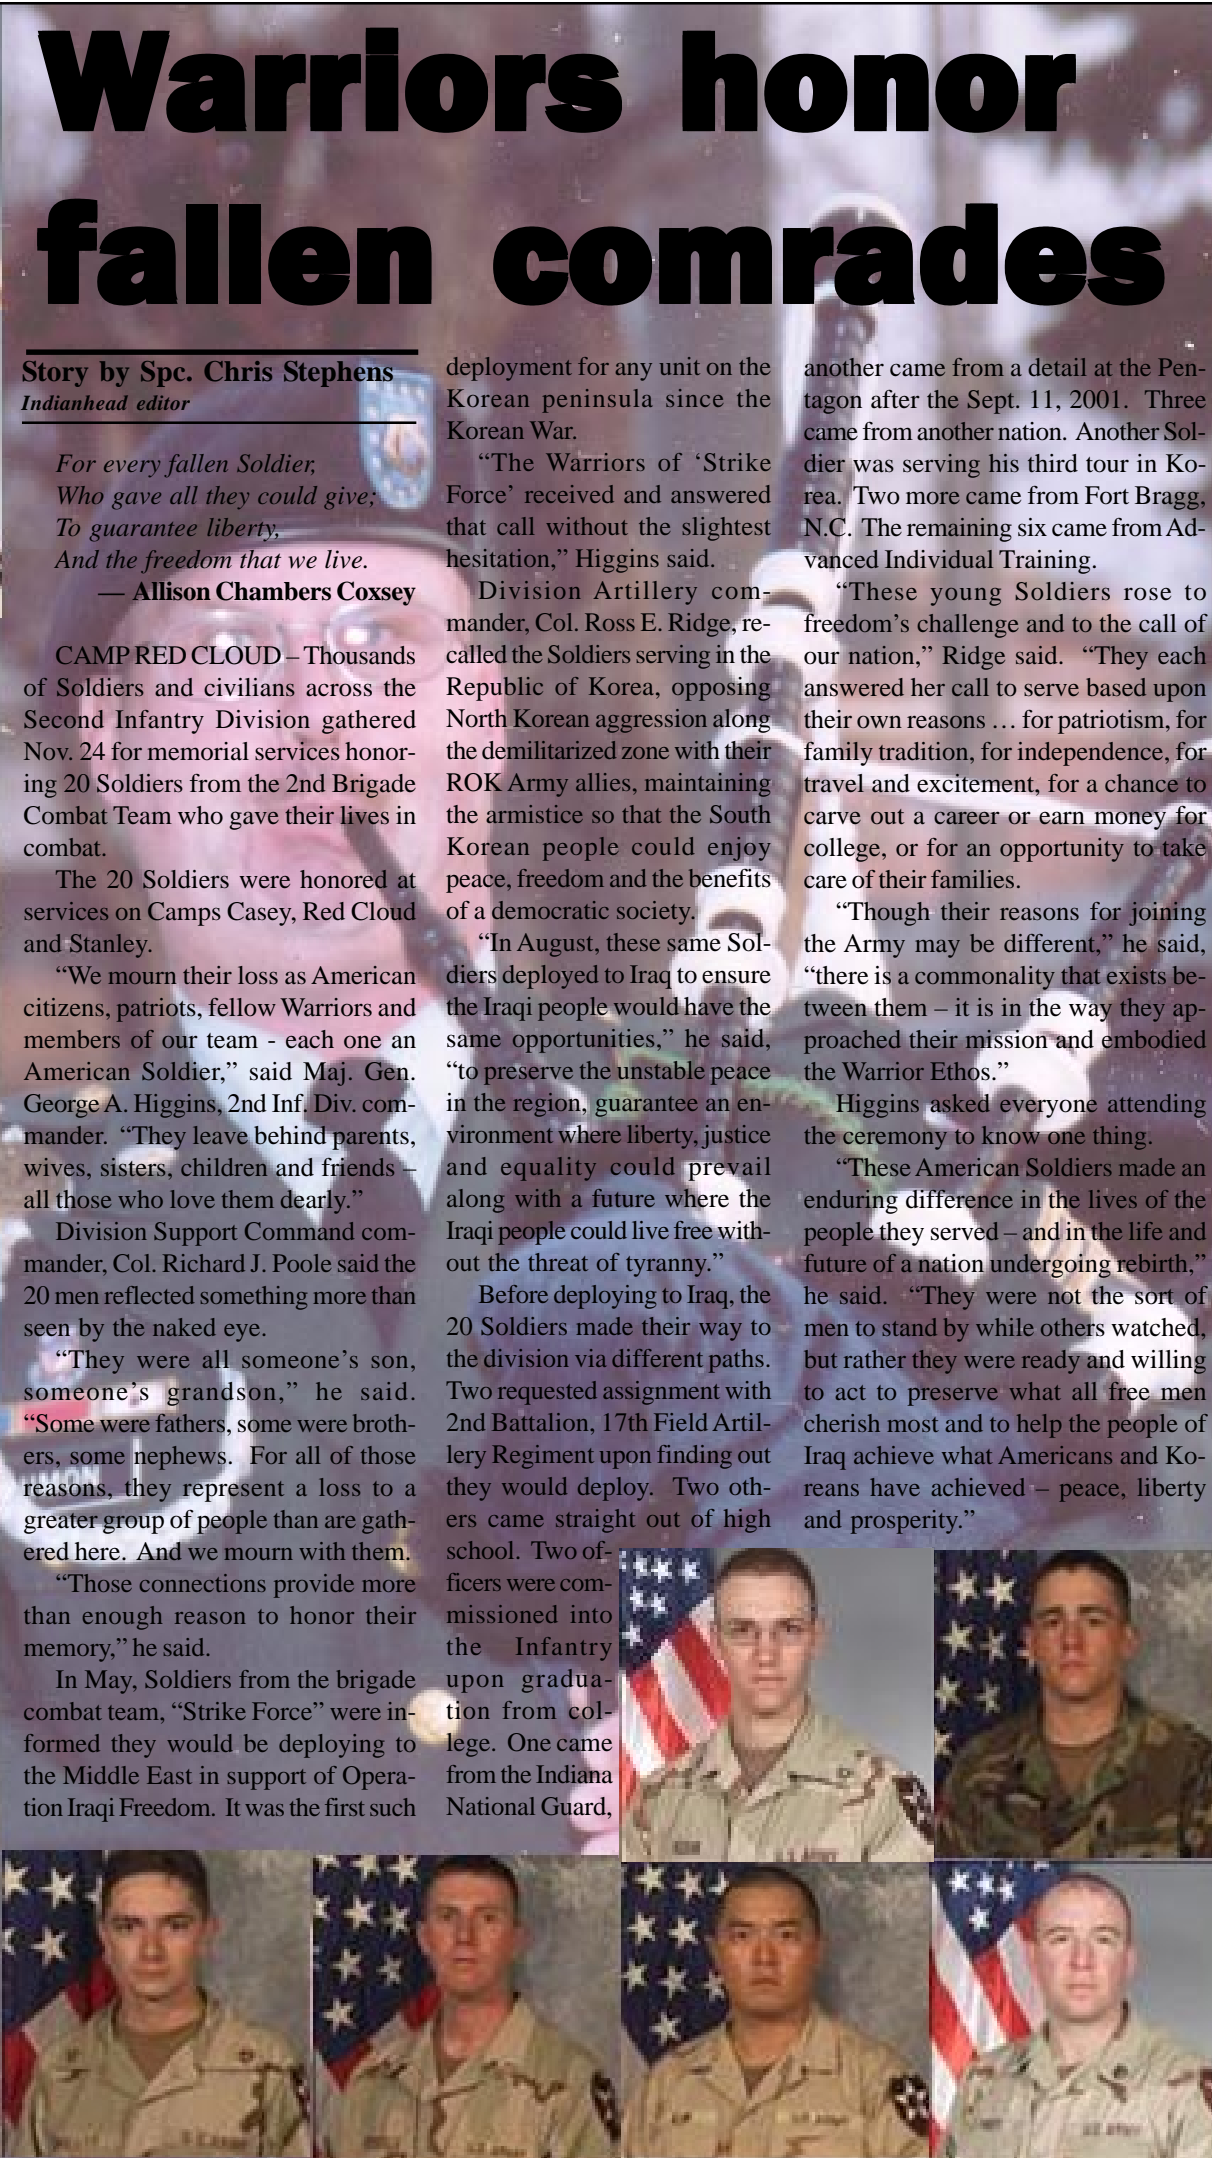 Warriors honor
fallen comrades
Story by Spc. Chris Stephens
Indianhead editor
For every fallen Soldier,
Who gave all they could give;
To guarantee liberty,
And the freedom that we live.
— Allison Chambers Coxsey
CAMP RED CLOUD – Thousands
of Soldiers and civilians across the
Second Infantry Division gathered
Nov. 24 for memorial services honor-
ing 20 Soldiers from the 2nd Brigade
Combat Team who gave their lives in
combat.
The 20 Soldiers were honored at
services on Camps Casey, Red Cloud
and Stanley.
“We mourn their loss as American
citizens, patriots, fellow Warriors and
members of our team - each one an
American Soldier,” said Maj. Gen.
George A. Higgins, 2nd Inf. Div. com-
mander.  “They leave behind parents,
wives, sisters, children and friends –
all those who love them dearly.”
Division Support Command com-
mander, Col. Richard J. Poole said the
20 men reflected something more than
seen by the naked eye.
“They were all someone’s son,
someone’s grandson,” he said.
“Some were fathers, some were broth-
ers, some nephews.  For all of those
reasons, they represent a loss to a
greater group of people than are gath-
ered here.  And we mourn with them.
“Those connections provide more
than enough reason to honor their
memory,” he said.
In May, Soldiers from the brigade
combat team, “Strike Force” were in-
formed they would be deploying to
the Middle East in support of Opera-
tion Iraqi Freedom.  It was the first such
deployment for any unit on the
Korean peninsula since the
Korean War.
“The Warriors of ‘Strike
Force’ received and answered
that call without the slightest
hesitation,” Higgins said.
Division Artillery com-
mander, Col. Ross E. Ridge, re-
called the Soldiers serving in the
Republic of Korea, opposing
North Korean aggression along
the demilitarized zone with their
ROK Army allies, maintaining
the armistice so that the South
Korean people could enjoy
peace, freedom and the benefits
of a democratic society.
“In August, these same Sol-
diers deployed to Iraq to ensure
the Iraqi people would have the
same opportunities,” he said,
“to preserve the unstable peace
in the region, guarantee an en-
vironment where liberty, justice
and equality could prevail
along with a future where the
Iraqi people could live free with-
out the threat of tyranny.”
Before deploying to Iraq, the
20 Soldiers made their way to
the division via different paths.
Two requested assignment with
2nd Battalion, 17th Field Artil-
lery Regiment upon finding out
they would deploy.  Two oth-
ers came straight out of high
school.  Two of-
ficers were com-
missioned into
the Infantry
upon gradua-
tion from col-
lege.  One came
from the Indiana
National Guard,
another came from a detail at the Pen-
tagon after the Sept. 11, 2001.  Three
came from another nation.  Another Sol-
dier was serving his third tour in Ko-
rea.  Two more came from Fort Bragg,
N.C.  The remaining six came from Ad-
vanced Individual Training.
“These young Soldiers rose to
freedom’s challenge and to the call of
our nation,” Ridge said.  “They each
answered her call to serve based upon
their own reasons … for patriotism, for
family tradition, for independence, for
travel and excitement, for a chance to
carve out a career or earn money for
college, or for an opportunity to take
care of their families.
“Though their reasons for joining
the Army may be different,” he said,
“there is a commonality that exists be-
tween them – it is in the way they ap-
proached their mission and embodied
the Warrior Ethos.”
Higgins asked everyone attending
the ceremony to know one thing.
“These American Soldiers made an
enduring difference in the lives of the
people they served – and in the life and
future of a nation undergoing rebirth,”
he said.  “They were not the sort of
men to stand by while others watched,
but rather they were ready and willing
to act to preserve what all free men
cherish most and to help the people of
Iraq achieve what Americans and Ko-
reans have achieved – peace, liberty
and prosperity.”
U.S. ARMY
U.S. ARMY
U.S. ARMY
U.S. ARMY
U.S. ARMY